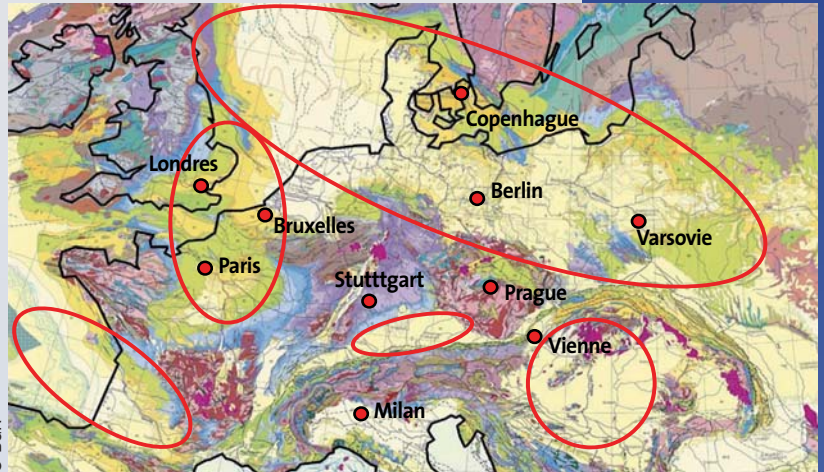 Copenhague
Londres
Berlin
Bruxelles
Varsovie
Paris
Stutttgart
Prague
Vienne
Milan